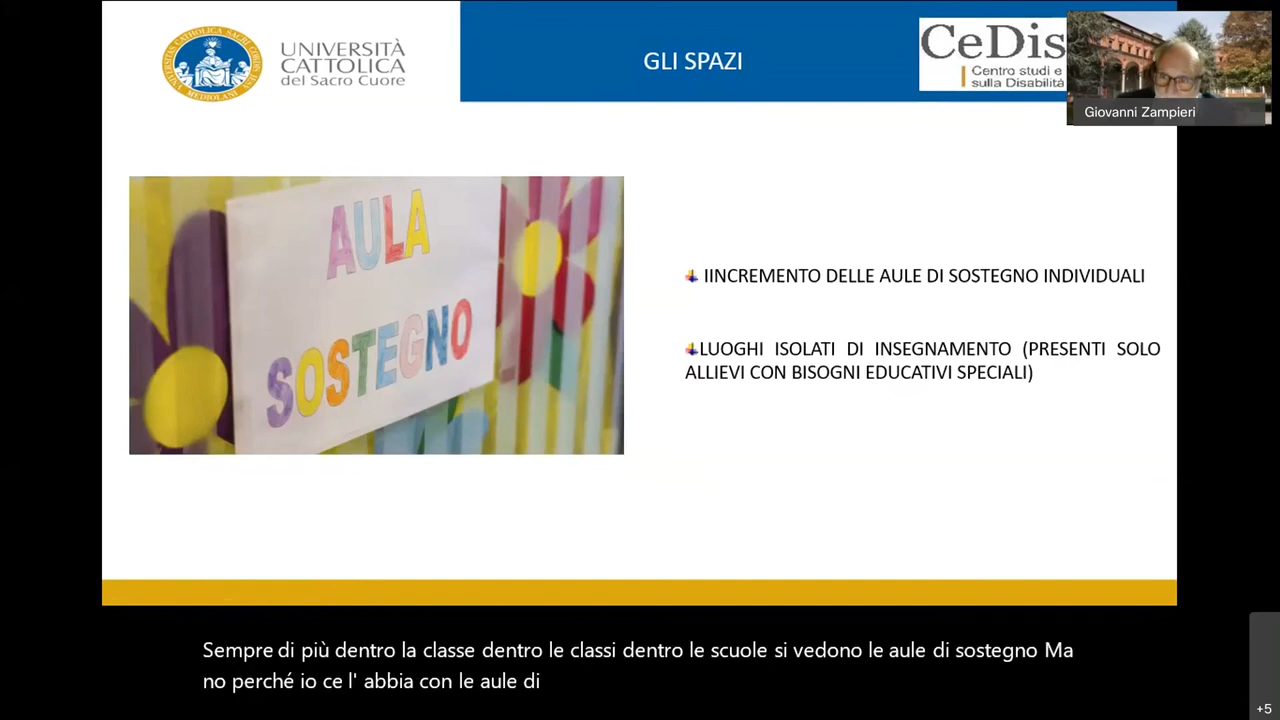 UNIVERSITÀ
CATTOLICA
del Sacro Cuore
GLI SPAZI
CeDis
Centro studi e
sulla Disabilità
Giovanni Zampieri
AULA
SOSTEGNO
IINCREMENTO DELLE AULE DI SOSTEGNO INDIVIDUALI
LUOGHI ISOLATI DI INSEGNAMENTO (PRESENTI SOLO
ALLIEVI CON BISOGNI EDUCATIVI SPECIALI)
Sempre di più dentro la classe dentro le classi dentro le scuole si vedono le aule di sostegno Ma
no perché io ce l' abbia con le aule di
+5